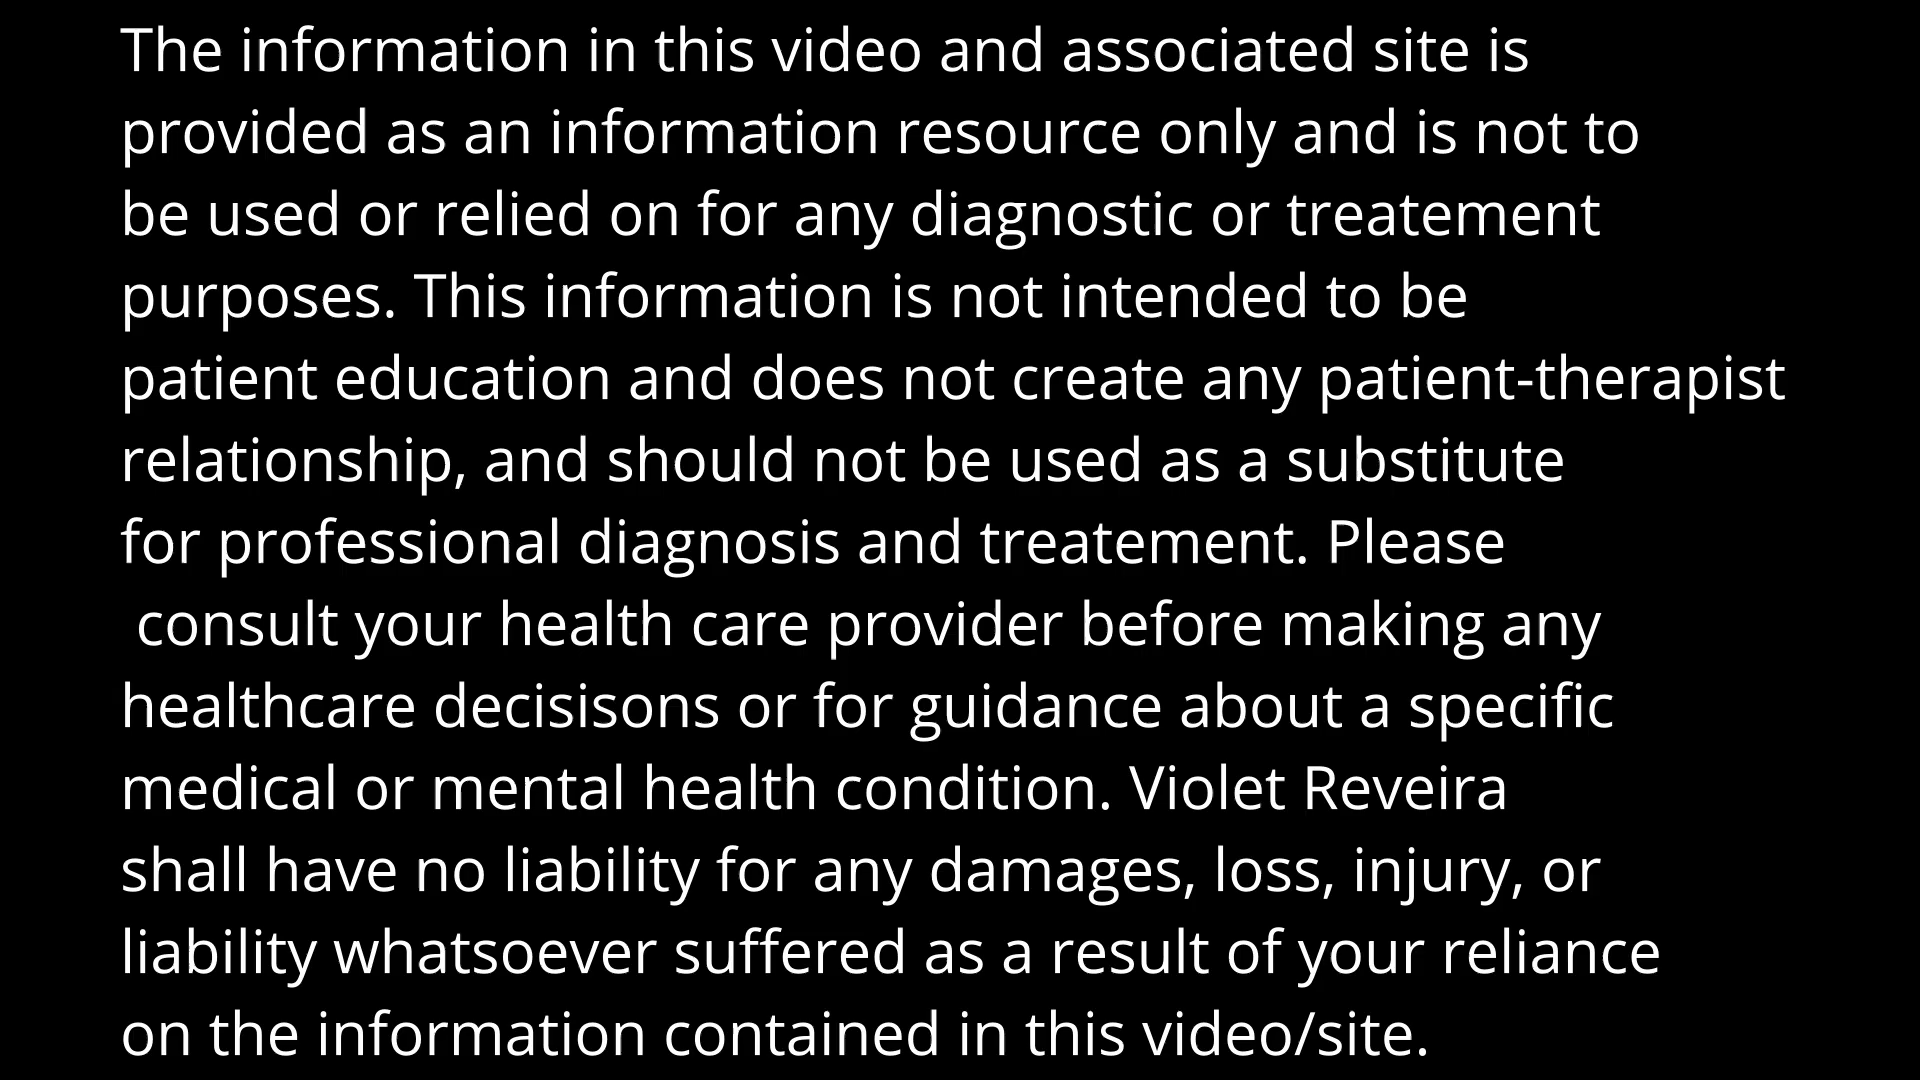 The information in this video and associated site is
provided as an information resource only and is not to
be used or relied on for any diagnostic or treatement
purposes. This information is not intended to be
patient education and does not create any patient-therapist
relationship, and should not be used as a substitute
for professional diagnosis and treatement. Please
consult your health care provider before making any
healthcare decisisons or for guidance about a specific
medical or mental health condition. Violet Reveira
shall have no liability for any damages, loss, injury, or
liability whatsoever suffered as a result of your reliance
on the information contained in this video/site.